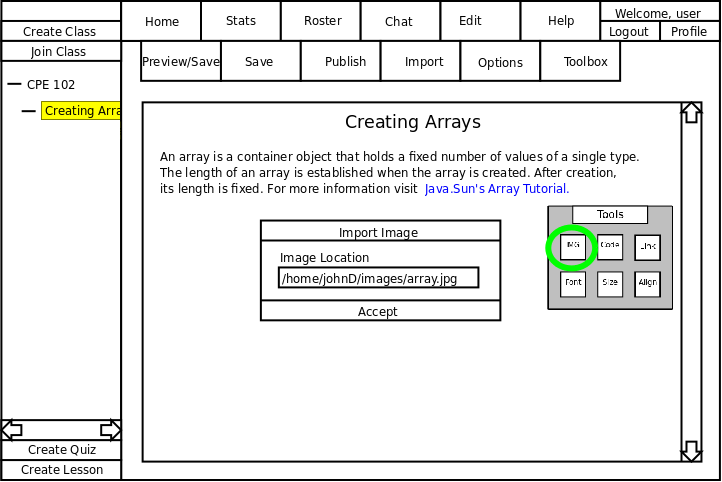 Home Stats Roster Chat Edit Help Welcome, user
Create Class Logout Profile
Join Class
Preview/Save Save Publish Import Options Toolbox
CPE 102
Creating Arra
Creating Arrays
An array is a container object that holds a fixed number of values of a single type.
The length of an array is established when the array is created. After creation,
its length is fixed. For more information visit Java.Sun's Array Tutorial.
Tools
IMG Code Link
Font Size Align
Import Image
Image Location
/home/johnD/images/array.jpg
Accept
Create Quiz
Create Lesson